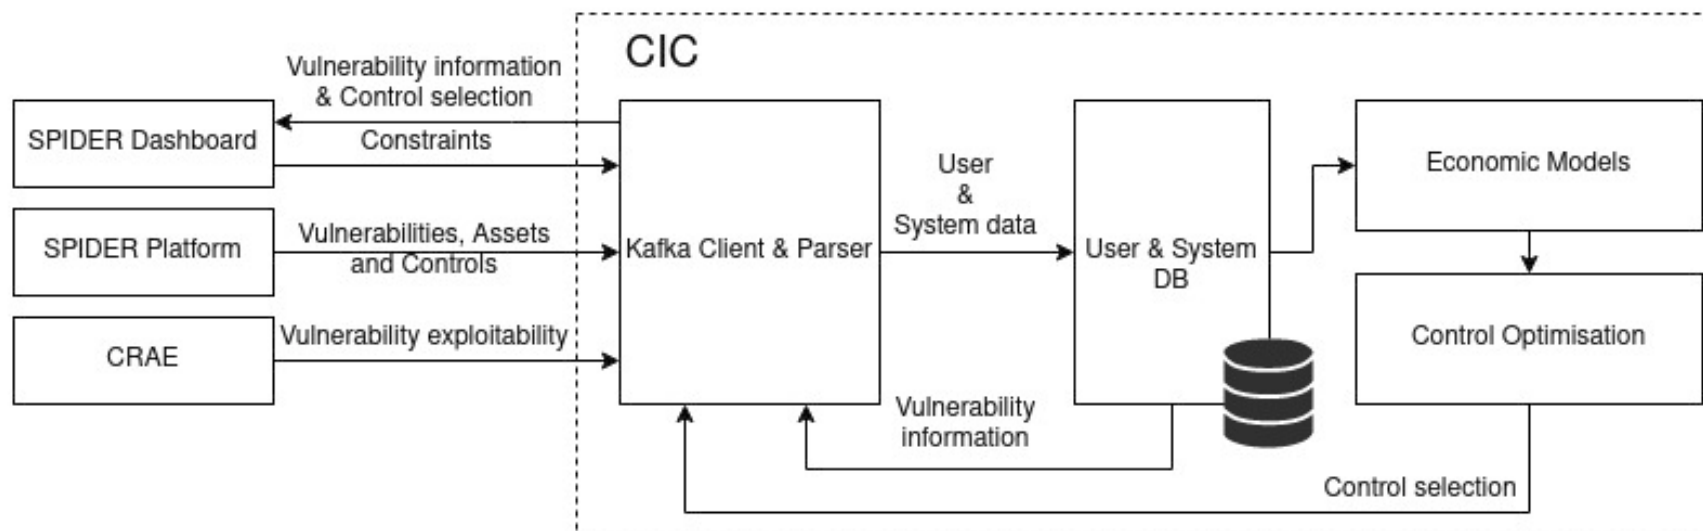 CIC
Vulnerability information
& Control selection
SPIDER Dashboard
Constraints
SPIDER Platform
Vulnerabilities, Assets
and Controls
CRAE
Vulnerability exploitability
Kafka Client & Parser
User
&
System data
User & System
DB
Economic Models
Control Optimisation
Vulnerability
information
Control selection